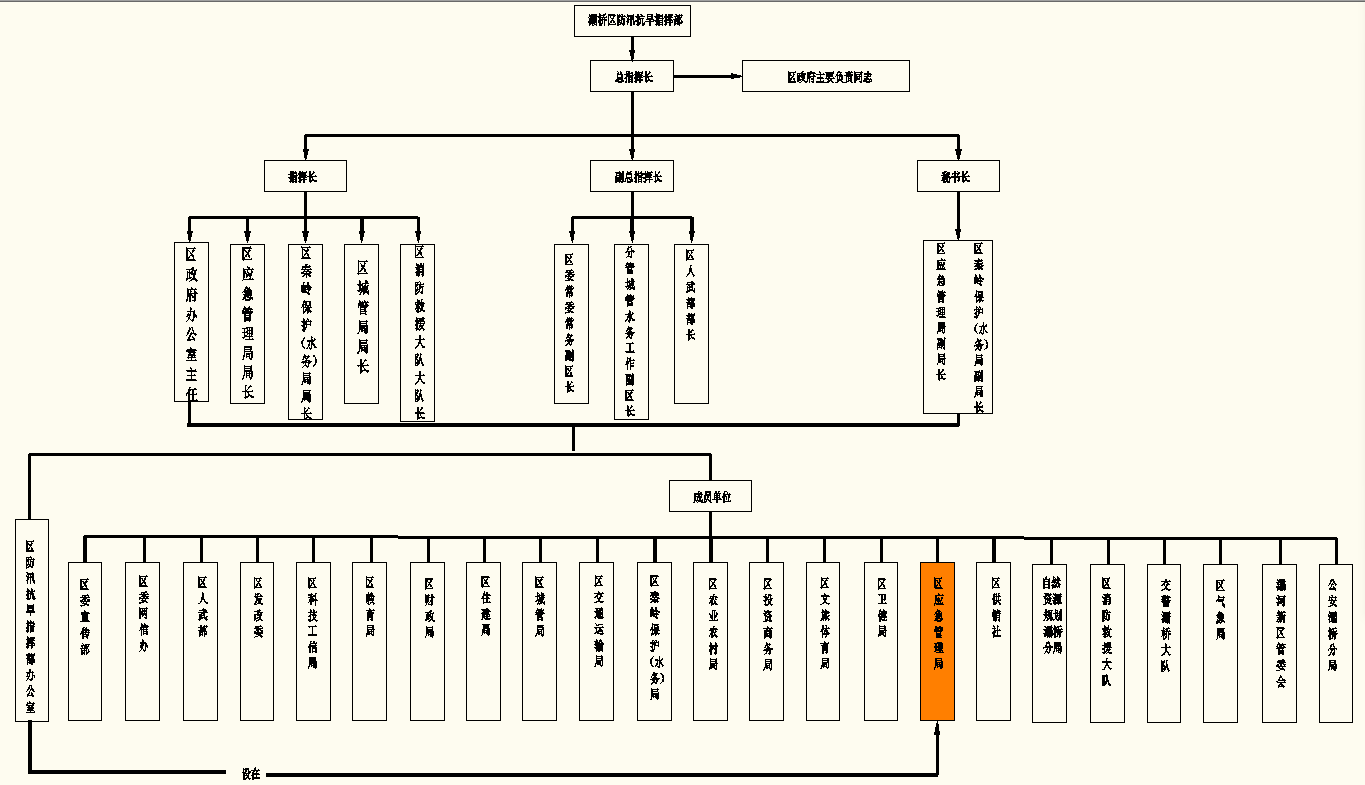 灞桥区防汛抗旱指挥部
总指挥长
区政府主要负责同志
指挥长
副总指挥长
秘书长
区政府办公室主任
区应急管理局局长
区秦岭保护(水务)局局长
区城管局局长
区消防救援大队大队长
区委常委常务副区长
分管城管水务工作副区长
区人武部部长
区应急管理局副局长
区秦岭保护(水务)局副局长
成员单位
区防汛抗旱指挥部办公室
区委宣传部
区委网信办
区人武部
区发改委
区科技工信局
区教育局
区财政局
区住建局
区城管局
区交通运输局
区秦岭保护(水务)局
区农业农村局
区投资商务局
区文旅体育局
区卫健局
区应急管理局
区供销社
自然资源规划灞桥分局
区消防救援大队
交警灞桥大队
区气象局
灞河新区管委会
公安灞桥分局
设在